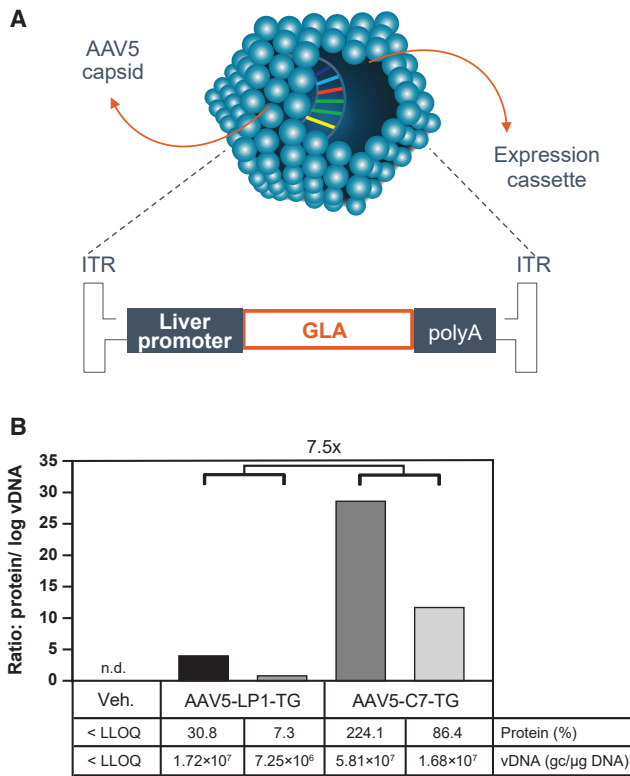 A
AAV5
capsid
Expression
cassette
ITR
ITR
Liver
promoter
GLA
polyA
B
7.5x
Ratio: protein/ log vDNA
35
30
25
20
15
10
5
0
n.d.
Veh. AAV5-LP1-TG AAV5-C7-TG
< LLOQ 30.8 7.3 224.1 86.4 Protein (%)
< LLOQ 1.72×10⁷ 7.25×10⁶ 5.81×10⁷ 1.68×10⁷ vDNA (gc/µg DNA)